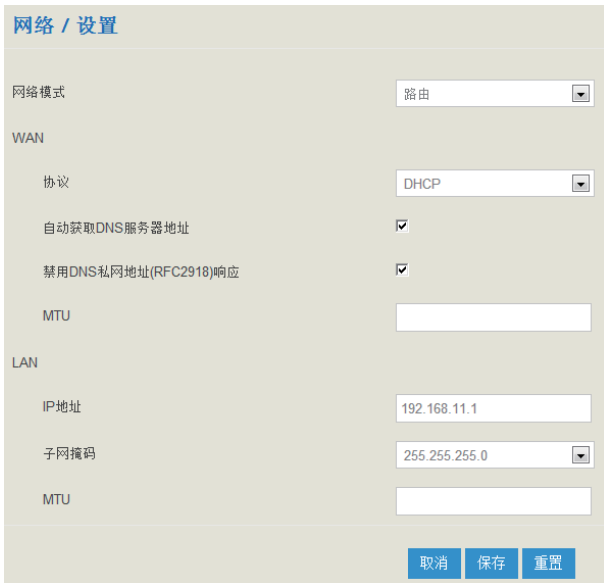 网络 / 设置
网络模式 路由
WAN
协议 DHCP
自动获取DNS服务器地址
禁用DNS私网地址(RFC2918)响应
MTU
LAN
IP地址 192.168.11.1
子网掩码 255.255.255.0
MTU
取消 保存 重置